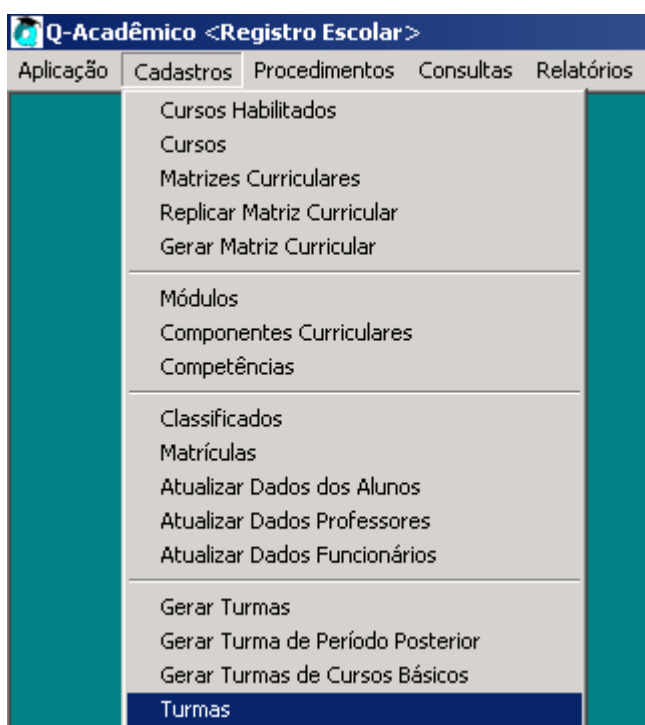 Q-Acadêmico <Registro Escolar>
Aplicação Cadastros Procedimentos Consultas Relatórios
Cursos Habilitados
Cursos
Matrizes Curriculares
Replicar Matriz Curricular
Gerar Matriz Curricular
Módulos
Componentes Curriculares
Competências
Classificados
Matrículas
Atualizar Dados dos Alunos
Atualizar Dados Professores
Atualizar Dados Funcionários
Gerar Turmas
Gerar Turma de Período Posterior
Gerar Turmas de Cursos Básicos
Turmas